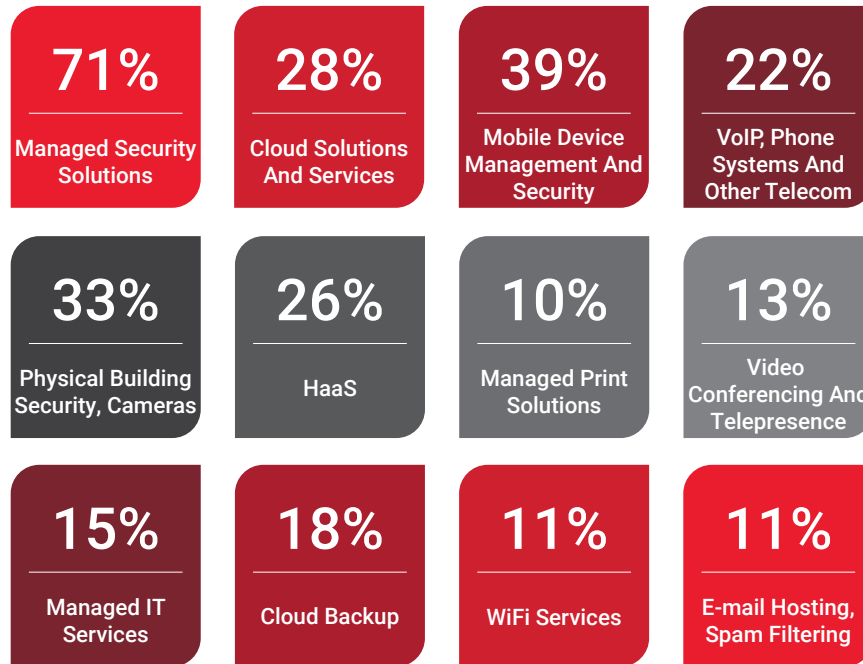 71%
Managed Security
Solutions
28%
Cloud Solutions
And Services
39%
Mobile Device
Management And
Security
22%
VoIP, Phone
Systems And
Other Telecom
33%
Physical Building
Security, Cameras
26%
HaaS
10%
Managed Print
Solutions
13%
Video
Conferencing And
Telepresence
15%
Managed IT
Services
18%
Cloud Backup
11%
WiFi Services
11%
E-mail Hosting,
Spam Filtering